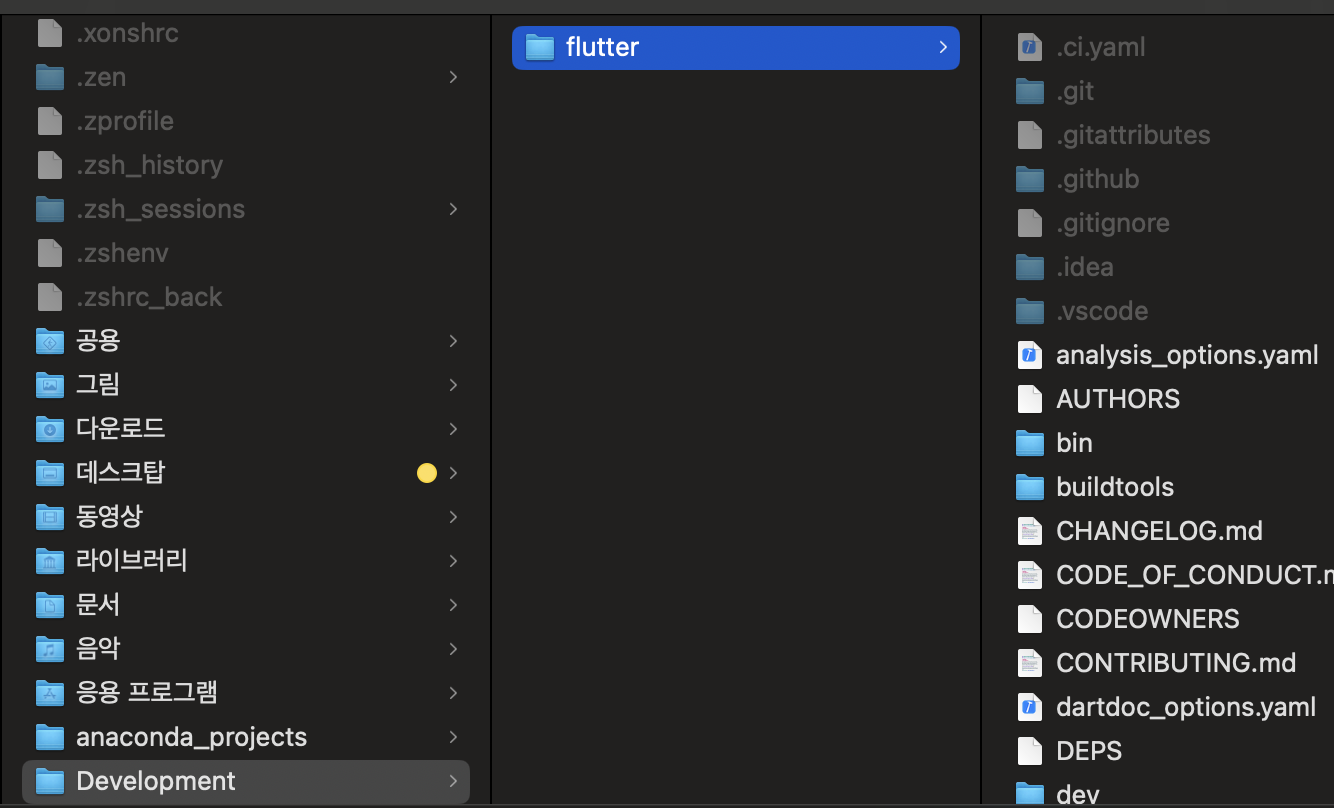 .xonshrc
.zen
.zprofile
.zsh_history
.zsh_sessions
.zshenv
.zshrc_back
공용
그림
다운로드
데스크탑
동영상
라이브러리
문서
음악
응용 프로그램
anaconda_projects
Development
flutter
.ci.yaml
.git
.gitattributes
.github
.gitignore
.idea
.vscode
analysis_options.yaml
AUTHORS
bin
buildtools
CHANGELOG.md
CODE_OF_CONDUCT.m
CODEOWNERS
CONTRIBUTING.md
dartdoc_options.yaml
DEPS
dev